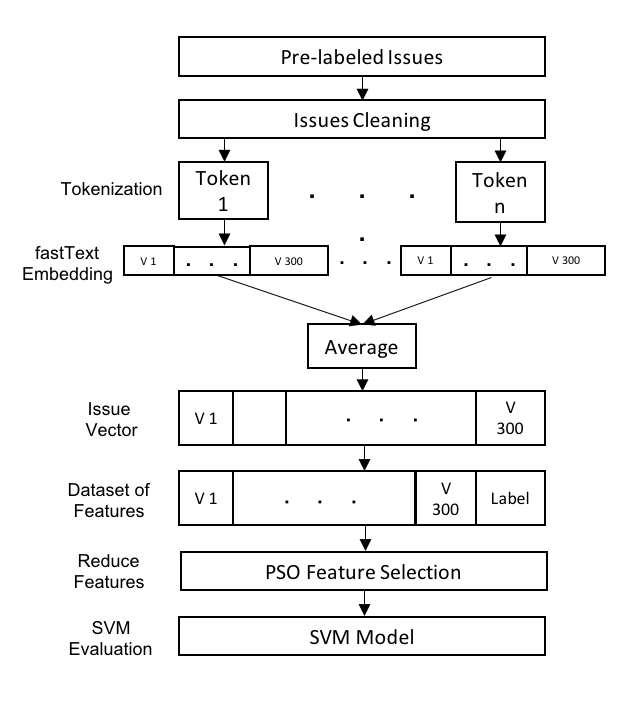 Pre-labeled Issues
Issues Cleaning
Tokenization
Token
1
. . .
Token
n
.
fastText
Embedding
V 1
. . .
V 300
. . .
V 1
. . .
V 300
Average
Issue
Vector
V 1
. . .
V
300
Dataset of
Features
V 1
. . .
V
300
Label
Reduce
Features
PSO Feature Selection
SVM
Evaluation
SVM Model